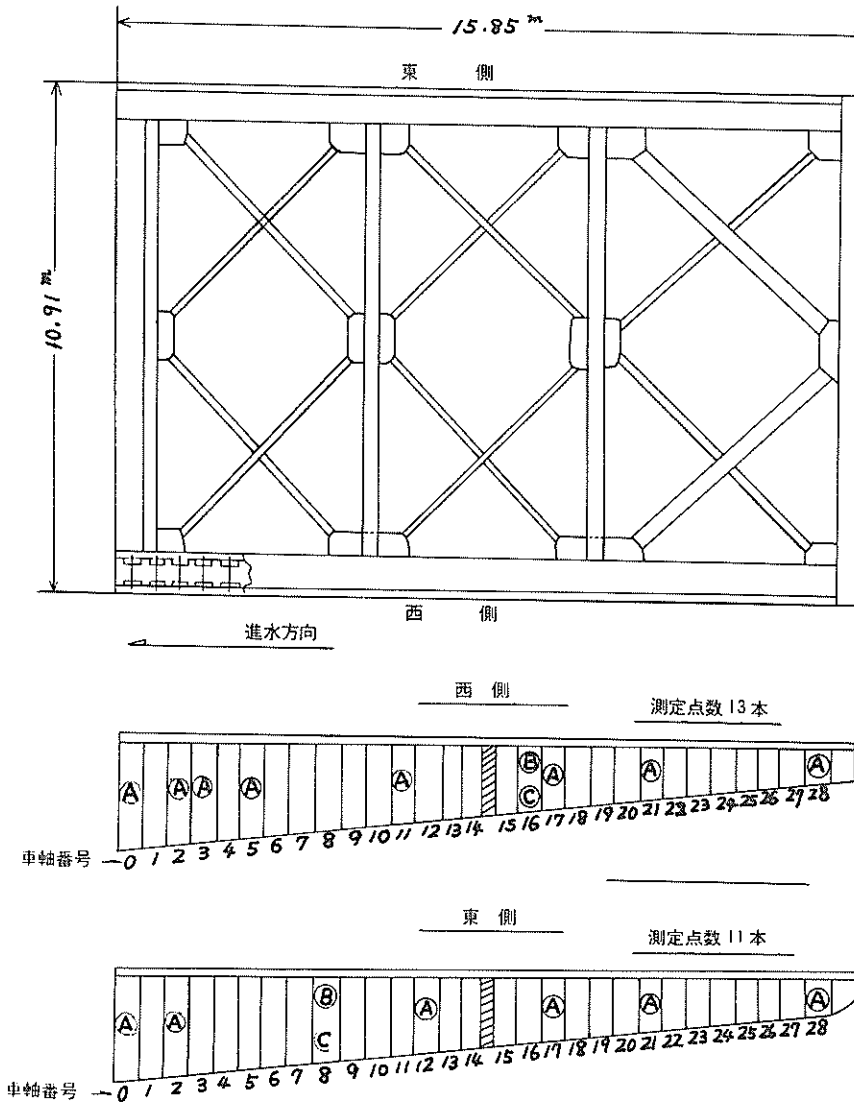 15.85 m
東 側
10.91 m
西 側
進水方向
西 側
測定点数 13 本
A A A A A B C A A A
車軸番号 0 1 2 3 4 5 6 7 8 9 10 11 12 13 14 15 16 17 18 19 20 21 22 23 24 25 26 27 28
東 側
測定点数 11 本
A A B C A A A A
車軸番号 0 1 2 3 4 5 6 7 8 9 10 11 12 13 14 15 16 17 18 19 20 21 22 23 24 25 26 27 28